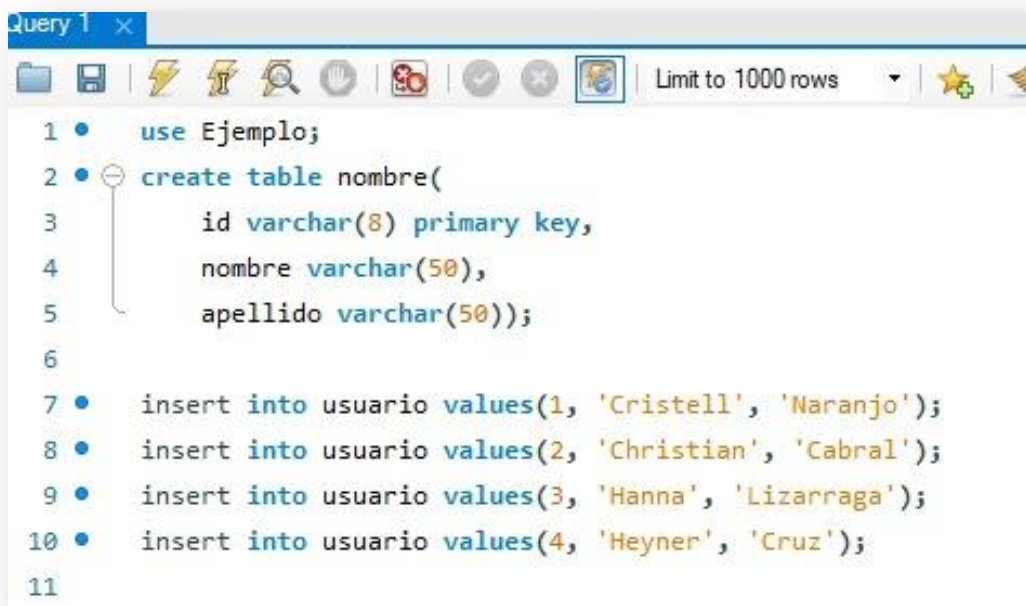 Query 1
Limit to 1000 rows
1 use Ejemplo;
2 create table nombre(
3 id varchar(8) primary key,
4 nombre varchar(50),
5 apellido varchar(50));
6
7 insert into usuario values(1, 'Cristell', 'Naranjo');
8 insert into usuario values(2, 'Christian', 'Cabral');
9 insert into usuario values(3, 'Hanna', 'Lizarraga');
10 insert into usuario values(4, 'Heyner', 'Cruz');
11